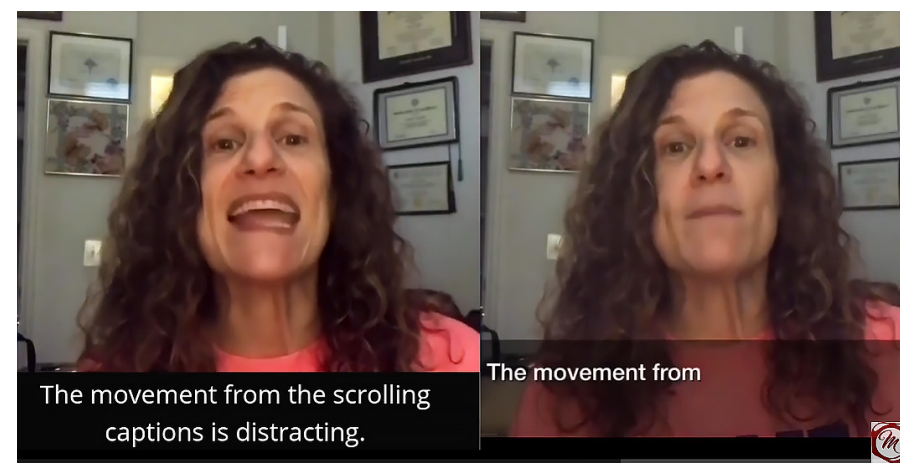 The movement from the scrolling
captions is distracting.
The movement from
M